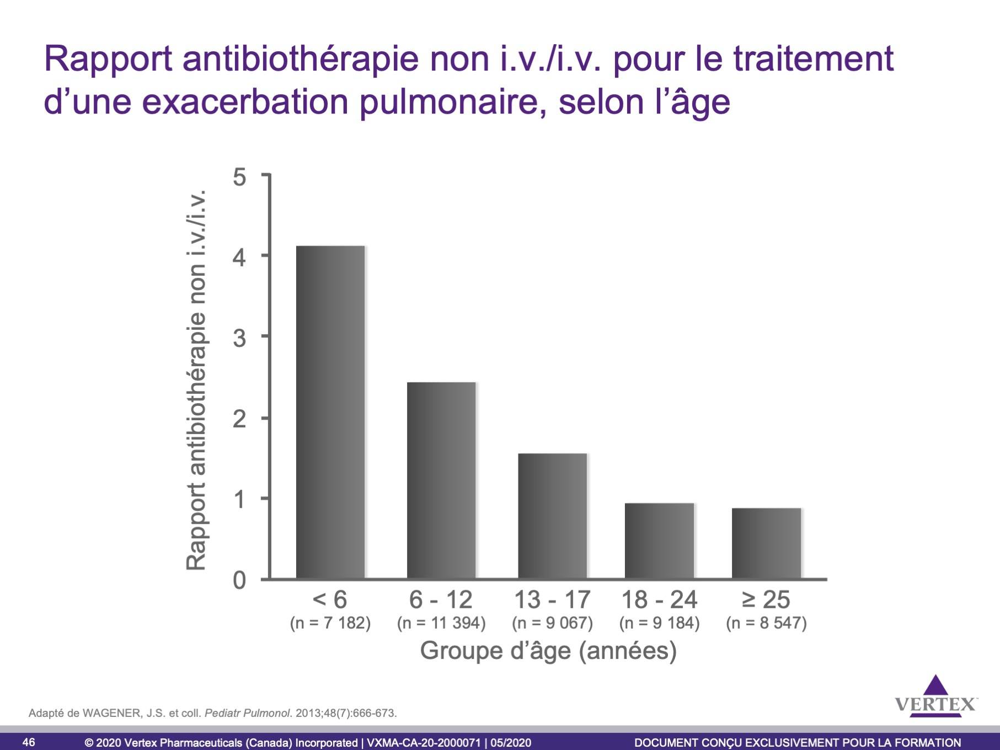 Rapport antibiothérapie non i.v./i.v. pour le traitement
d’une exacerbation pulmonaire, selon l’âge
Rapport antibiothérapie non i.v./i.v.
5
4
3
2
1
0
< 6
6 - 12
13 - 17
18 - 24
≥ 25
(n = 7 182)
(n = 11 394)
(n = 9 067)
(n = 9 184)
(n = 8 547)
Groupe d’âge (années)
VERTEX™
Adapté de WAGENER, J.S. et coll. Pediatr Pulmonol. 2013;48(7):666-673.
46
© 2020 Vertex Pharmaceuticals (Canada) Incorporated | VXMA-CA-20-2000071 | 05/2020
DOCUMENT CONÇU EXCLUSIVEMENT POUR LA FORMATION